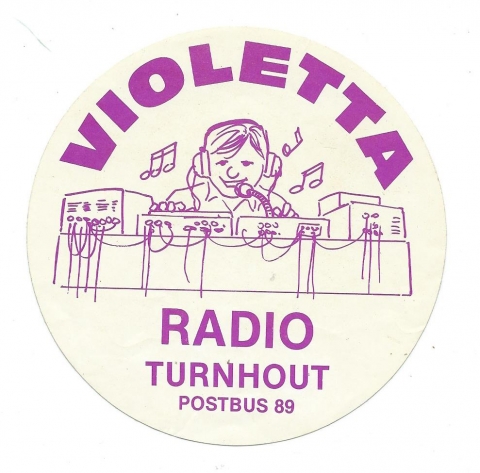 VIOLETTA
RADIO
TURNHOUT
POSTBUS 89